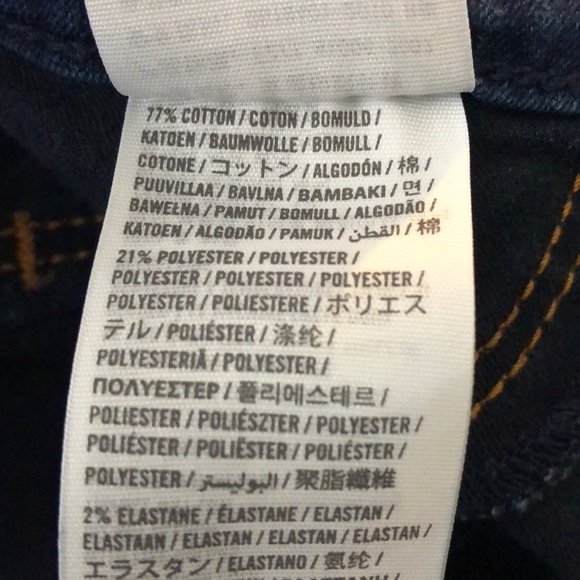 77% COTTON / COTON / BOMULD /
KATOEN / BAUMWOLLE / BOMULL /
COTONE / コットン / ALGODÓN / 棉 /
PUUVILLAA / BAVLNA / BAMBAKI / 면 /
BAWEŁNA / PAMUT / BOMULL / ALGODÃO /
KATOEN / ALGODÃO / PAMUK / القطن / 棉
21% POLYESTER / POLYESTER /
POLYESTER / POLYESTER / POLYESTER /
POLYESTER / POLIESTERE / ポリエス
テル / POLIÉSTER / 涤纶 /
POLYESTERIÄ / POLYESTER /
ΠΟΛΥΕΣΤΕΡ / 폴리에스테르 /
POLIESTER / POLIÉSZTER / POLYESTER /
POLIÉSTER / POLIËSTER / POLIÉSTER /
POLYESTER / البوليستر / 聚脂纖維
2% ELASTANE / ÉLASTANE / ELASTAN /
ELASTAAN / ELASTAN / ELASTAN / ELASTAN /
エラスタン / ELASTANO / 氨纶 /